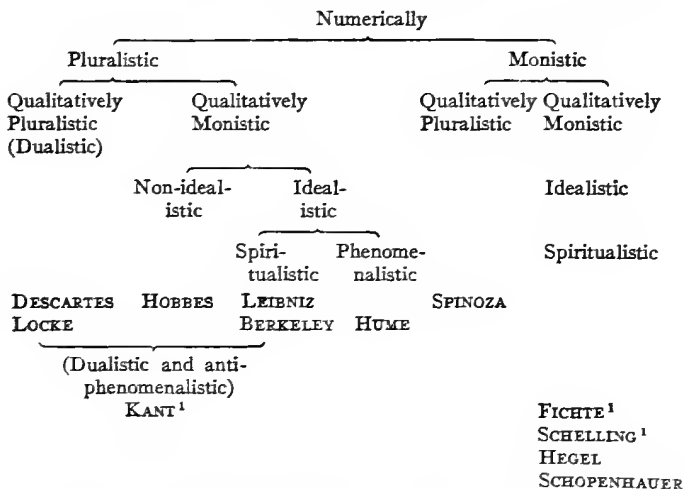 Numerically
Pluralistic Monistic
Qualitatively Qualitatively Qualitatively Qualitatively
Pluralistic Monistic Pluralistic Monistic
(Dualistic)
Non-ideal- Ideal- Idealistic
istic istic
Spiri- Phenome- Spiritualistic
tualistic nalistic
DESCARTES HOBBES LEIBNIZ SPINOZA
LOCKE BERKELEY HUME
(Dualistic and anti-
phenomenalistic)
KANT¹ FICHTE¹
SCHELLING¹
HEGEL
SCHOPENHAUER